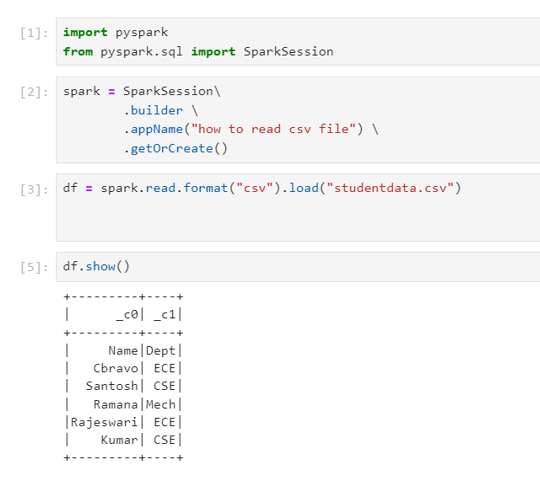 [1]: import pyspark
from pyspark.sql import SparkSession
[2]: spark = SparkSession\
        .builder \
        .appName("how to read csv file") \
        .getOrCreate()
[3]: df = spark.read.format("csv").load("studentdata.csv")
[5]: df.show()
+---------+----+
|      _c0| _c1|
+---------+----+
|     Name|Dept|
|   Cbravo| ECE|
|  Santosh| CSE|
|   Ramana|Mech|
|Rajeswari| ECE|
|    Kumar| CSE|
+---------+----+